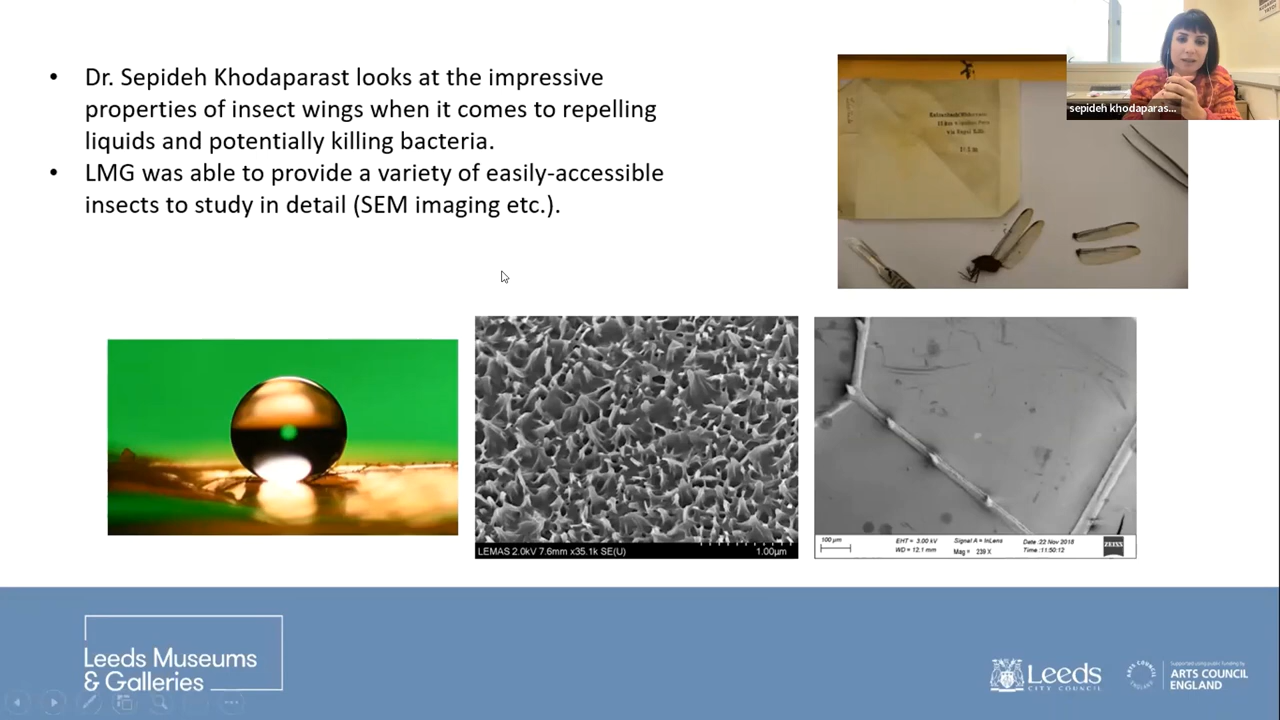 • Dr. Sepideh Khodaparast looks at the impressive
properties of insect wings when it comes to repelling
liquids and potentially killing bacteria.
• LMG was able to provide a variety of easily-accessible
insects to study in detail (SEM imaging etc.).
sepideh khodaparas...
LEMAS 2.0kV 7.6mm x35.1k SE(U)
1.00µm
100 µm
EHT = 3.00 kV
WD = 12.1 mm
Signal A = InLens
Mag = 239 X
Date :22 Nov 2018
Time :11:50:12
ZEISS
Leeds Museums
& Galleries
Leeds
CITY COUNCIL
Supported using public funding by
ARTS COUNCIL
ENGLAND